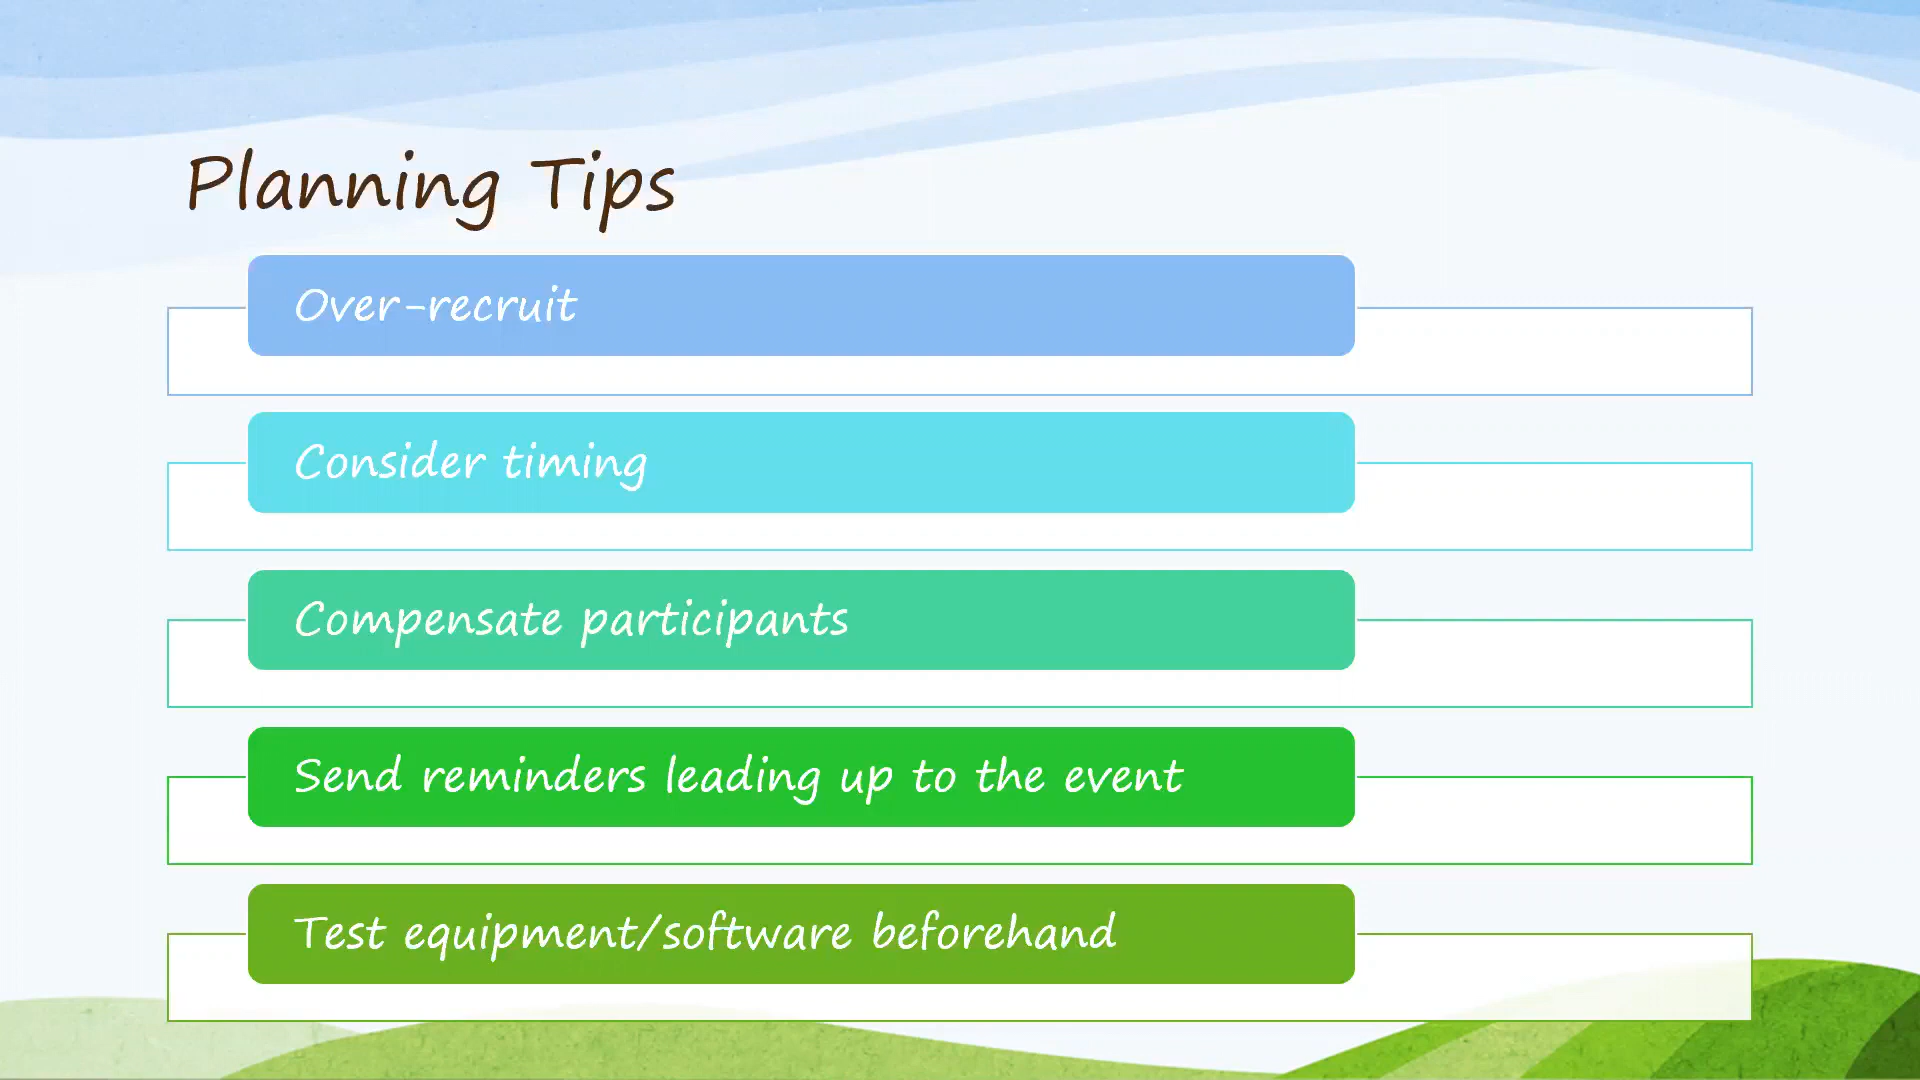 Planning Tips
Over-recruit
Consider timing
Compensate participants
Send reminders leading up to the event
Test equipment/software beforehand